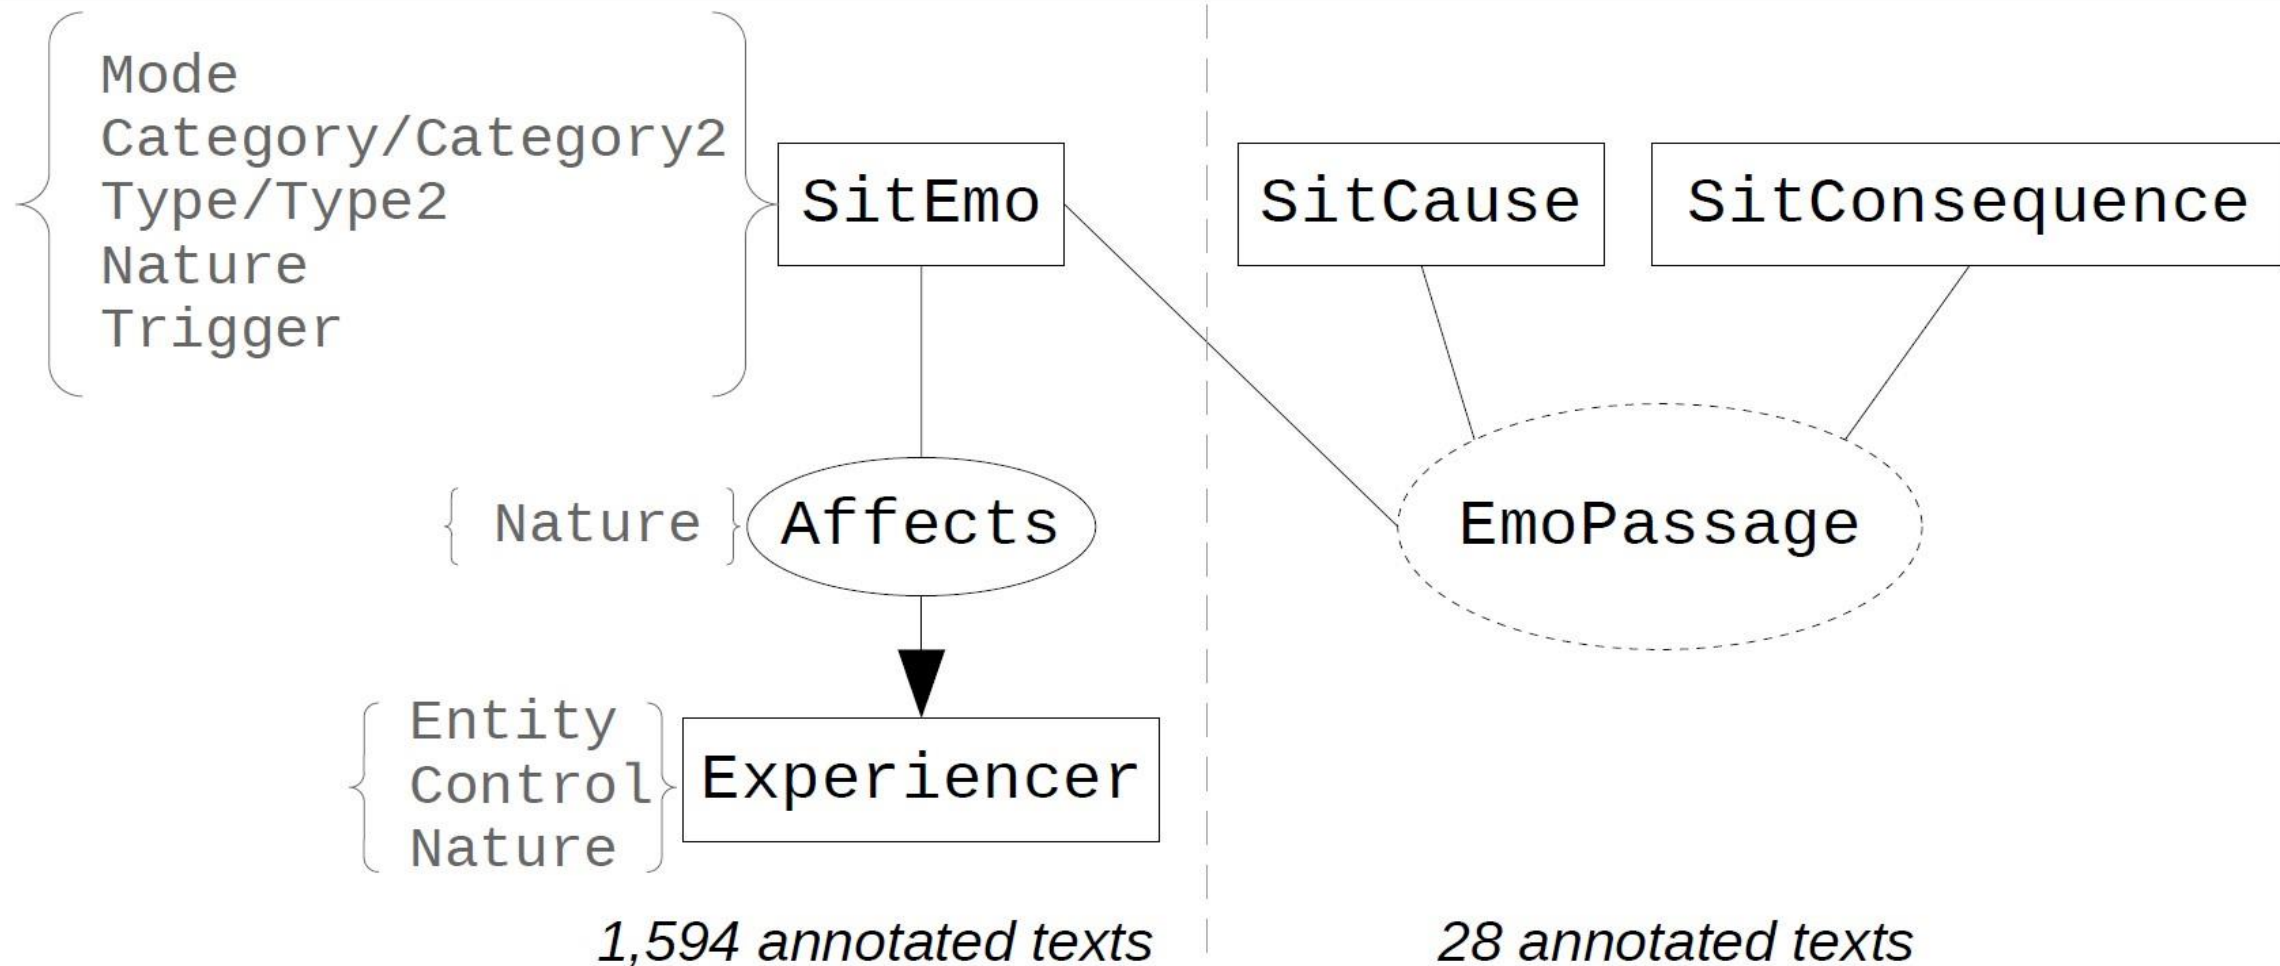 Mode
Category/Category2
Type/Type2
Nature
Trigger
SitEmo
SitCause
SitConsequence
Nature
Affects
EmoPassage
Entity
Control
Nature
Experiencer
1,594 annotated texts
28 annotated texts